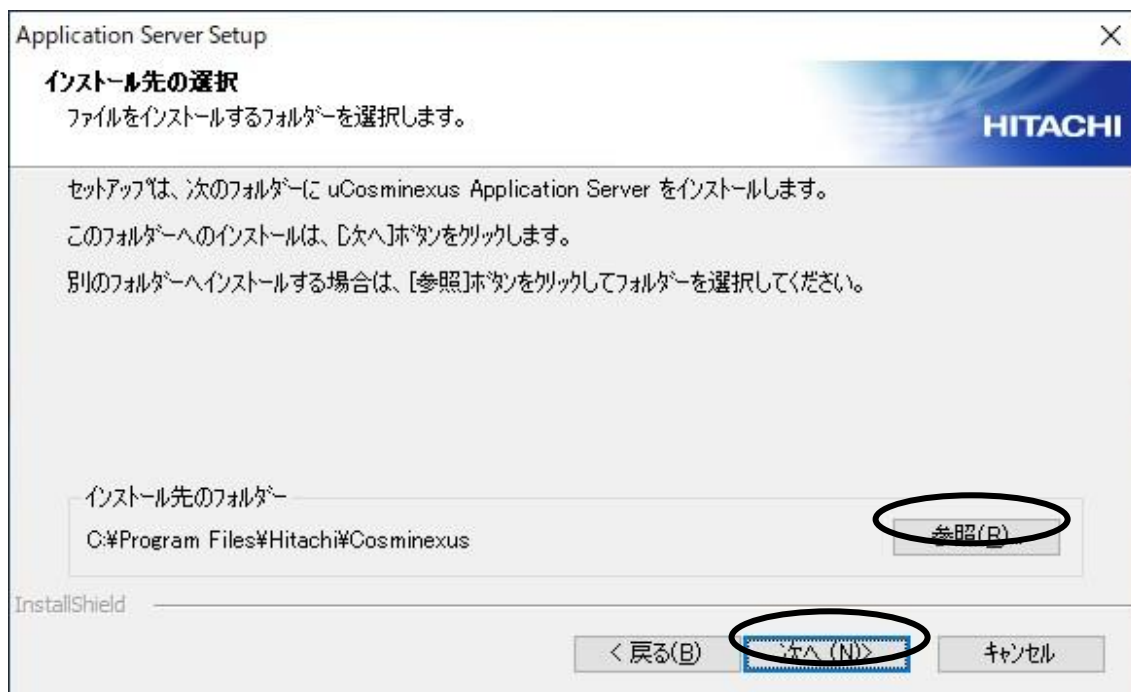 Application Server Setup
インストール先の選択
ファイルをインストールするフォルダーを選択します。
HITACHI
セットアップは、次のフォルダーに uCosminexus Application Server をインストールします。
このフォルダーへのインストールは、[次へ]ボタンをクリックします。
別のフォルダーへインストールする場合は、[参照]ボタンをクリックしてフォルダーを選択してください。
インストール先のフォルダー
C:¥Program Files¥Hitachi¥Cosminexus
参照(R)...
InstallShield
< 戻る(B)
次へ (N)>
キャンセル